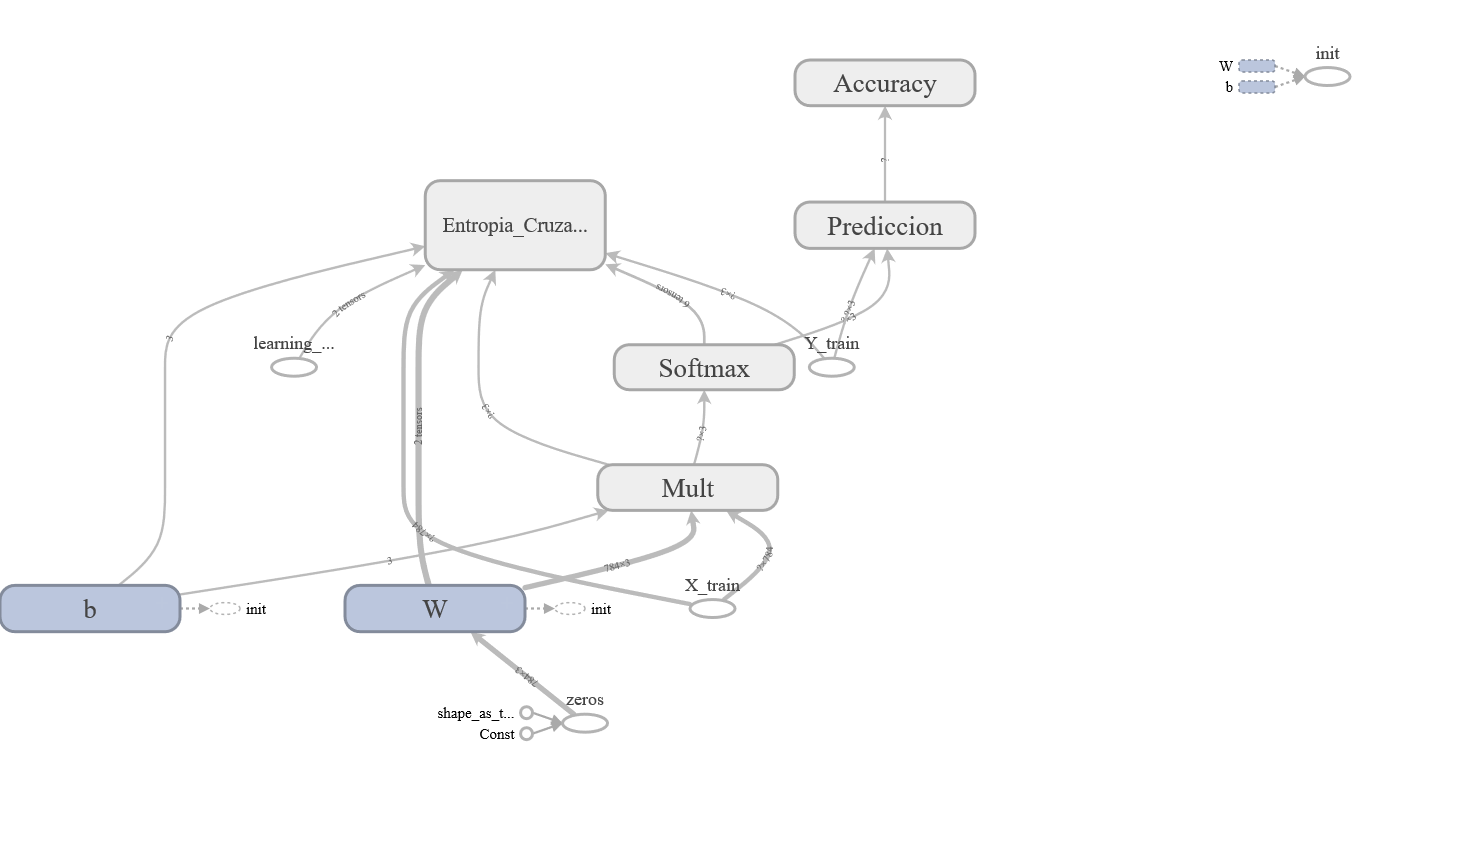 init
W
b
Accuracy
?
Entropia_Cruza...
Prediccion
2 tensors
6 tensors
?×3
?×3
?×3
3
learning_...
Y_train
Softmax
2 tensors
?×3
?×3
Mult
?×784
3
784×3
?×784
X_train
b
init
W
init
784×3
zeros
shape_as_t...
Const